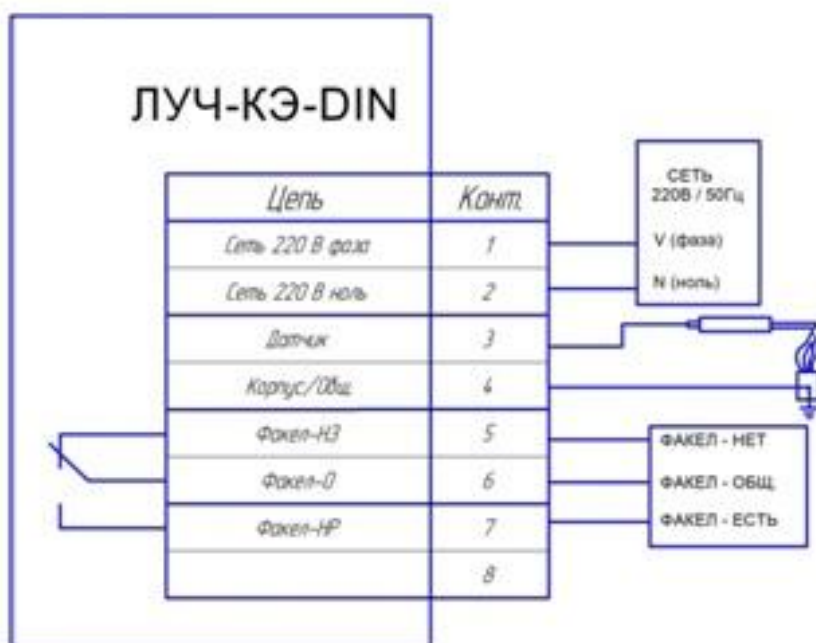 ЛУЧ-КЭ-DIN
Цепь Конт.
Сеть 220 В фаза 1
Сеть 220 В ноль 2
Датчик 3
Корпус/Общ. 4
Факел-НЗ 5
Факел-О 6
Факел-НР 7
8
СЕТЬ
220В / 50Гц
V (фаза)
N (ноль)
ФАКЕЛ - НЕТ
ФАКЕЛ - ОБЩ.
ФАКЕЛ - ЕСТЬ